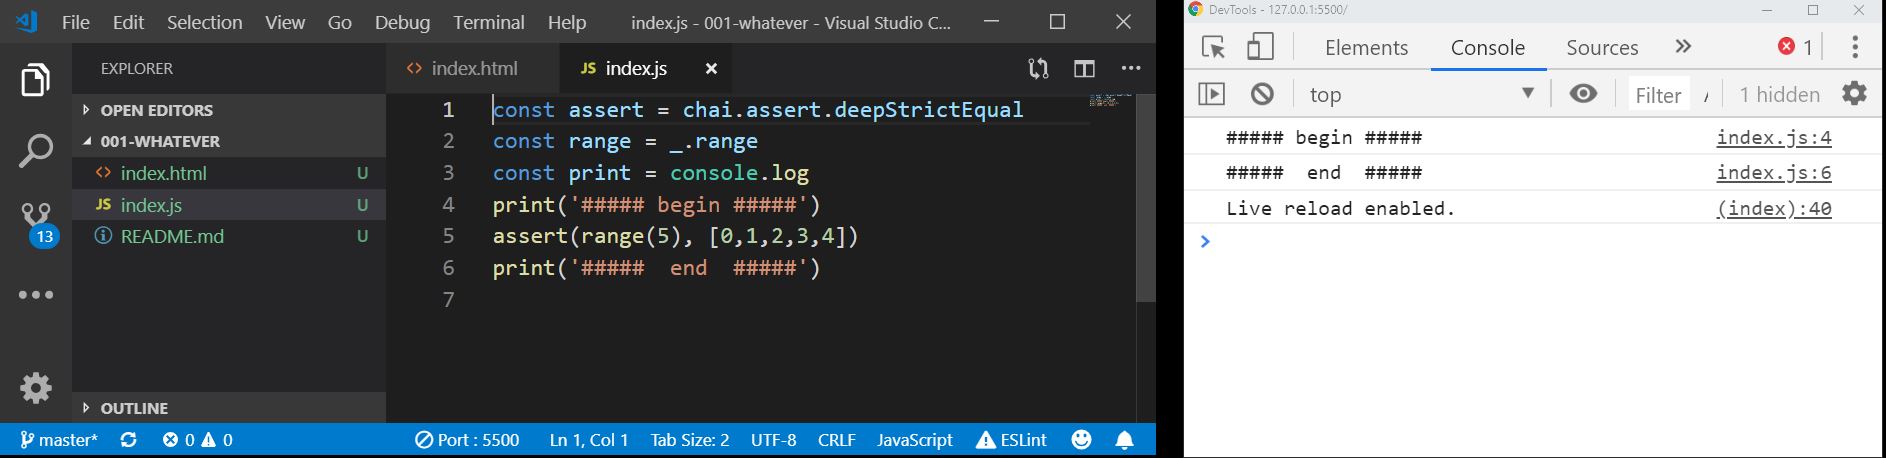 File Edit Selection View Go Debug Terminal Help index.js - 001-whatever - Visual Studio C...
EXPLORER
OPEN EDITORS
001-WHATEVER
index.html U
JS index.js U
README.md U
OUTLINE
13
index.html
JS index.js
1 const assert = chai.assert.deepStrictEqual
2 const range = _.range
3 const print = console.log
4 print('##### begin #####')
5 assert(range(5), [0,1,2,3,4])
6 print('#####  end  #####')
7
master* 0 0 Port : 5500 Ln 1, Col 1 Tab Size: 2 UTF-8 CRLF JavaScript ESLint
DevTools - 127.0.0.1:5500/
Elements Console Sources » 1
top Filter 1 hidden
##### begin ##### index.js:4
#####  end  ##### index.js:6
Live reload enabled. (index):40